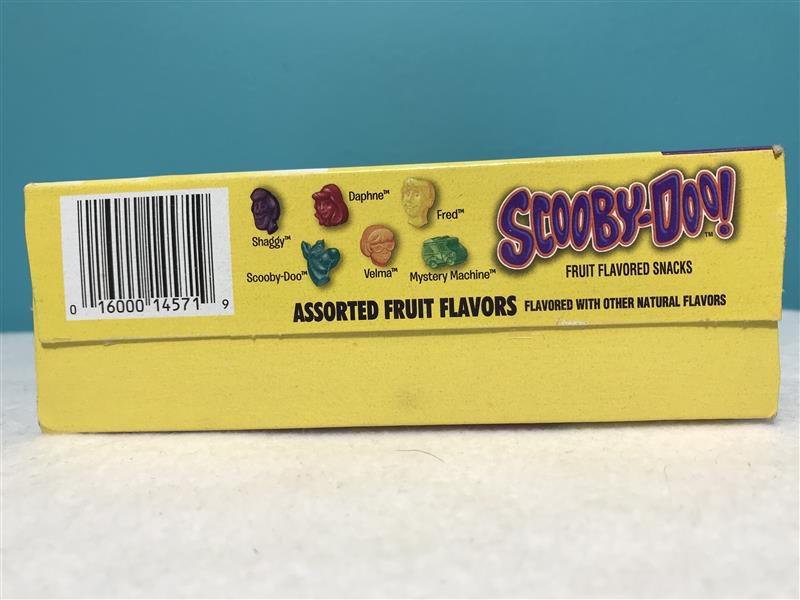 Shaggy™
Daphne™
Fred™
Scooby-Doo™
Velma™
Mystery Machine™
SCOOBY-DOO!™
FRUIT FLAVORED SNACKS
ASSORTED FRUIT FLAVORS FLAVORED WITH OTHER NATURAL FLAVORS
0 16000 14571 9